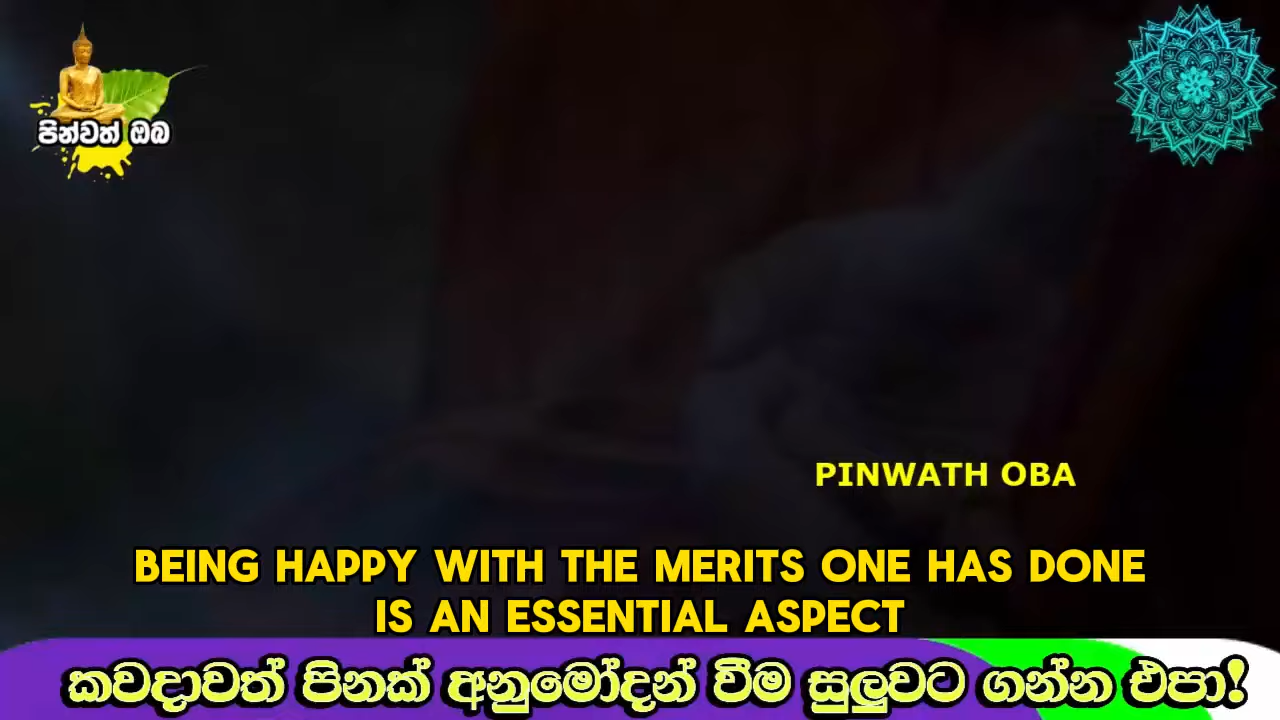 පින්වත් ඔබ
PINWATH OBA
BEING HAPPY WITH THE MERITS ONE HAS DONE
IS AN ESSENTIAL ASPECT
කවදාවත් පිනක් අනුමෝදන් වීම සුලුවට ගන්න එපා!